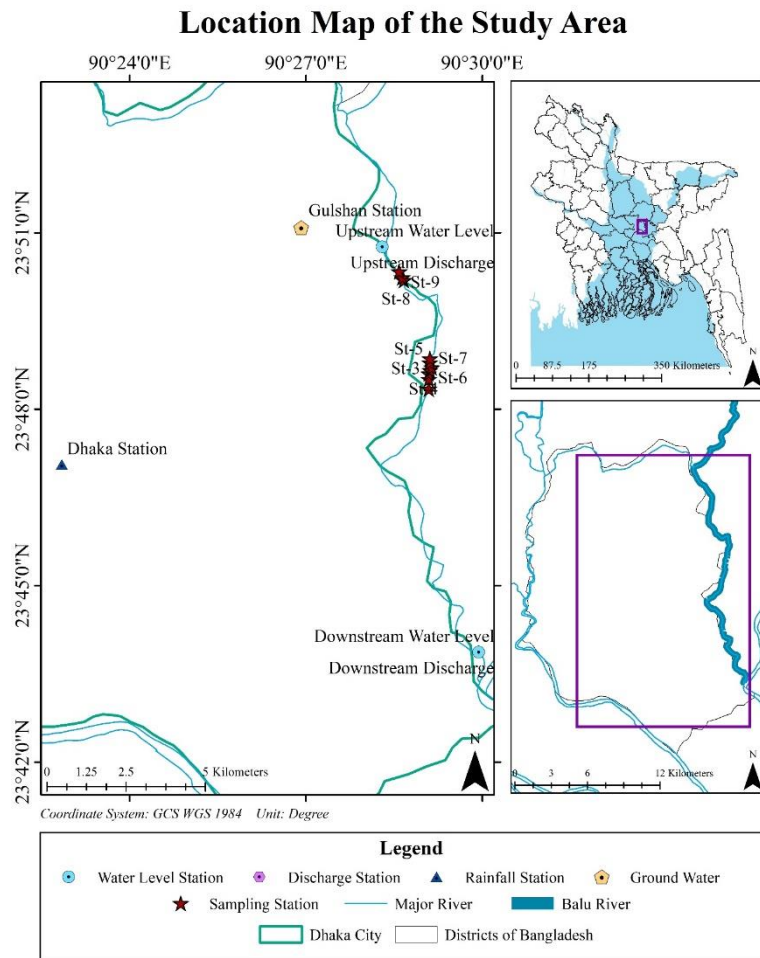 Location Map of the Study Area
90°24'0"E 90°27'0"E 90°30'0"E
Gulshan Station
Upstream Water Level
23°51'0"N
Upstream Discharge
St-9
St-8
St-5
St-7
St-3
St-6
23°48'0"N
Dhaka Station
23°45'0"N
Downstream Water Level
Downstream Discharge
23°42'0"N
N
0 1.25 2.5 5 Kilometers
Coordinate System: GCS WGS 1984 Unit: Degree
N
0 87.5 175 350 Kilometers
N
0 3 6 12 Kilometers
Legend
Water Level Station Discharge Station Rainfall Station Ground Water
Sampling Station Major River Balu River
Dhaka City Districts of Bangladesh